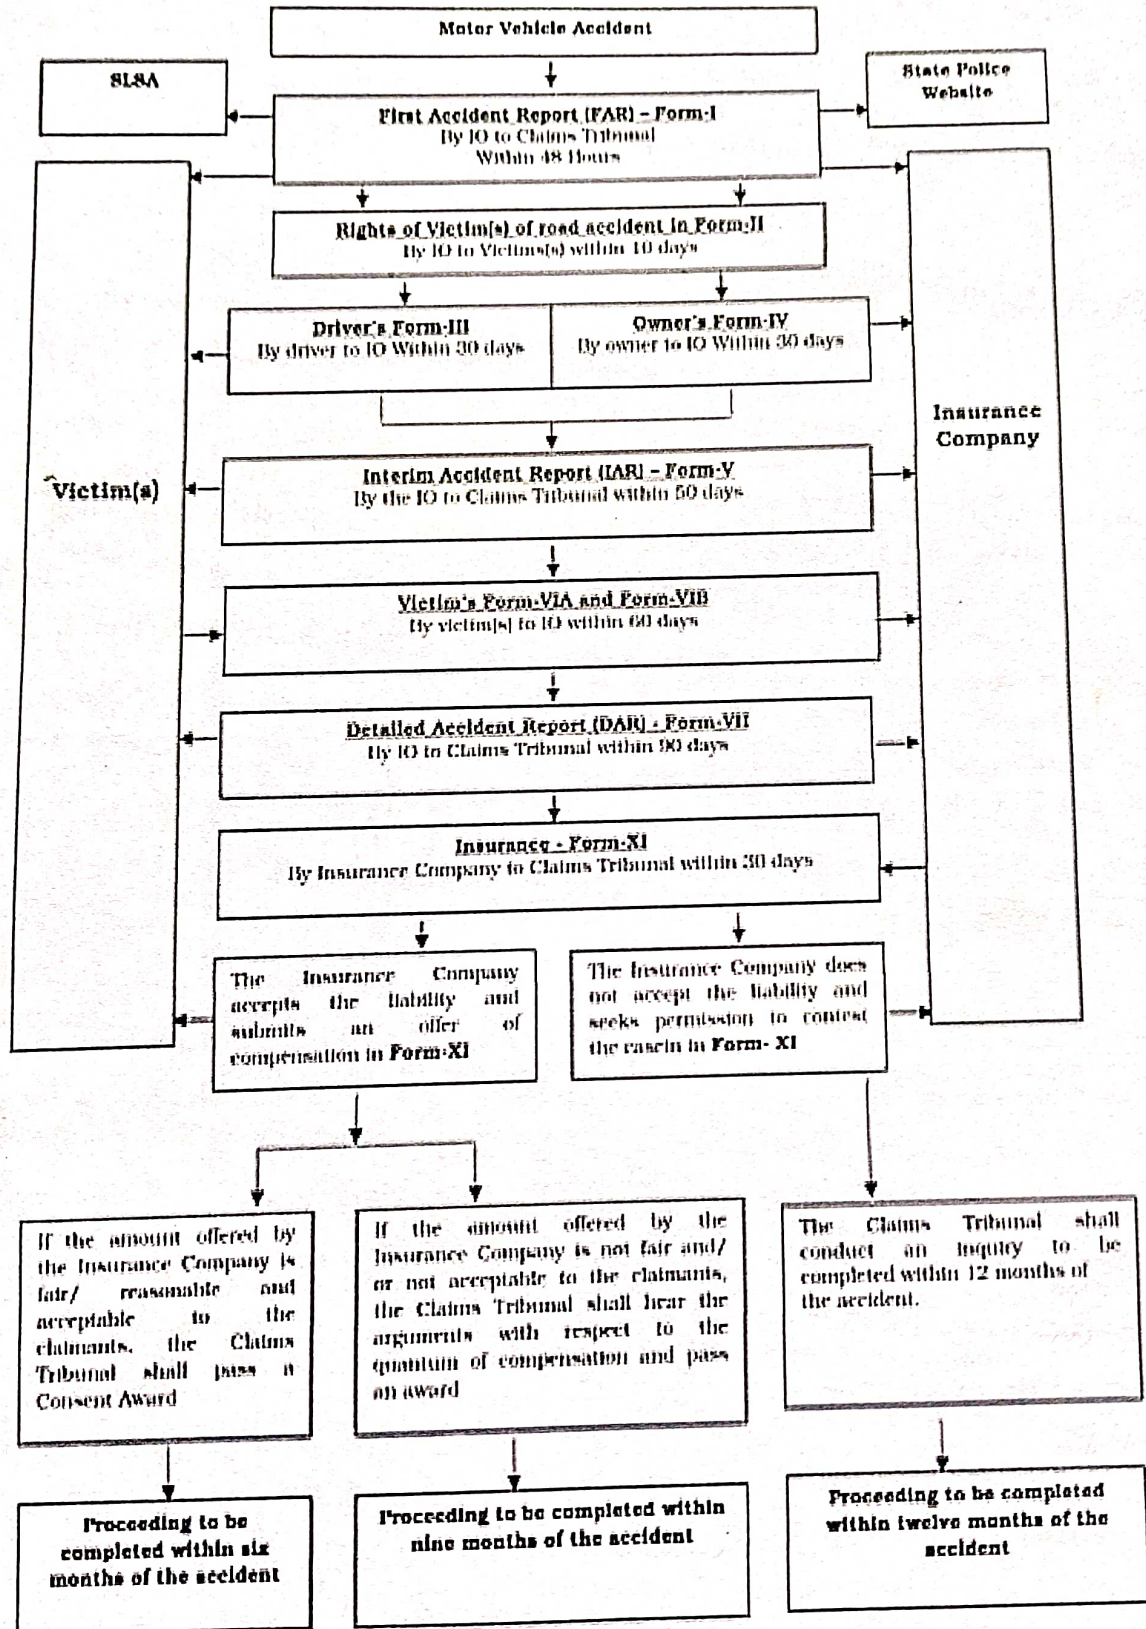 Motor Vehicle Accident
SLSA
State Police
Website
First Accident Report (FAR) – Form-I
By IO to Claims Tribunal
Within 48 Hours
Rights of Victim(s) of road accident in Form-II
By IO to Victims(s) within 10 days
Driver's Form-III
By driver to IO Within 30 days
Owner's Form-IV
By owner to IO Within 30 days
Insurance
Company
Victim(s)
Interim Accident Report (IAR) – Form-V
By the IO to Claims Tribunal within 50 days
Victim's Form-VIA and Form-VIB
By victim[s] to IO within 60 days
Detailed Accident Report (DAR) - Form-VII
By IO to Claims Tribunal within 90 days
Insurance - Form-XI
By Insurance Company to Claims Tribunal within 30 days
The Insurance Company
accepts the liability and
submits an offer of
compensation in Form-XI
The Insurance Company does
not accept the liability and
seeks permission to contest
the casein in Form- XI
If the amount offered by
the Insurance Company is
fair/ reasonable and
acceptable to the
claimants, the Claims
Tribunal shall pass a
Consent Award
If the amount offered by the
Insurance Company is not fair and/
or not acceptable to the claimants,
the Claims Tribunal shall hear the
arguments with respect to the
quantum of compensation and pass
an award
The Claims Tribunal shall
conduct an inquiry to be
completed within 12 months of
the accident.
Proceeding to be
completed within six
months of the accident
Proceeding to be completed within
nine months of the accident
Proceeding to be completed
within twelve months of the
accident